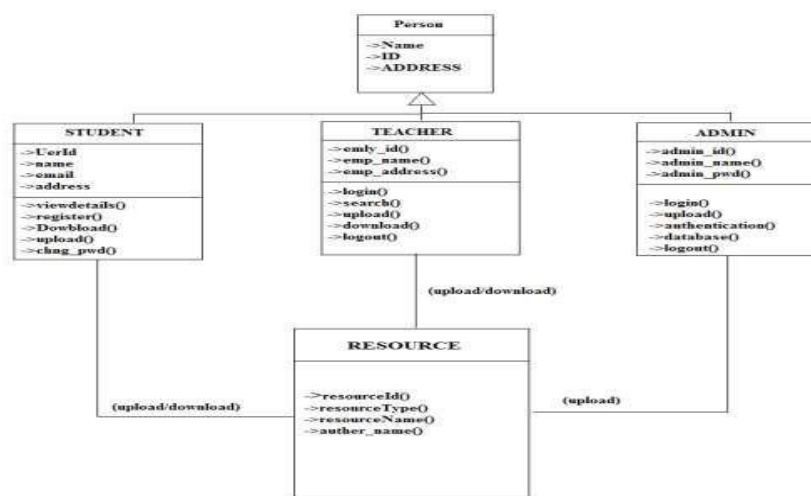 Person
->Name
->ID
->ADDRESS
STUDENT
->UerId
->name
->email
->address
->viewdetails()
->register()
->Dowbload()
->upload()
->chng_pwd()
TEACHER
->emly_id()
->emp_name()
->emp_address()
->login()
->search()
->upload()
->download()
->logout()
ADMIN
->admin_id()
->admin_name()
->admin_pwd()
->login()
->upload()
->authentication()
->database()
->logout()
(upload/download)
RESOURCE
->resourceId()
->resourceType()
->resourceName()
->auther_name()
(upload/download)
(upload)